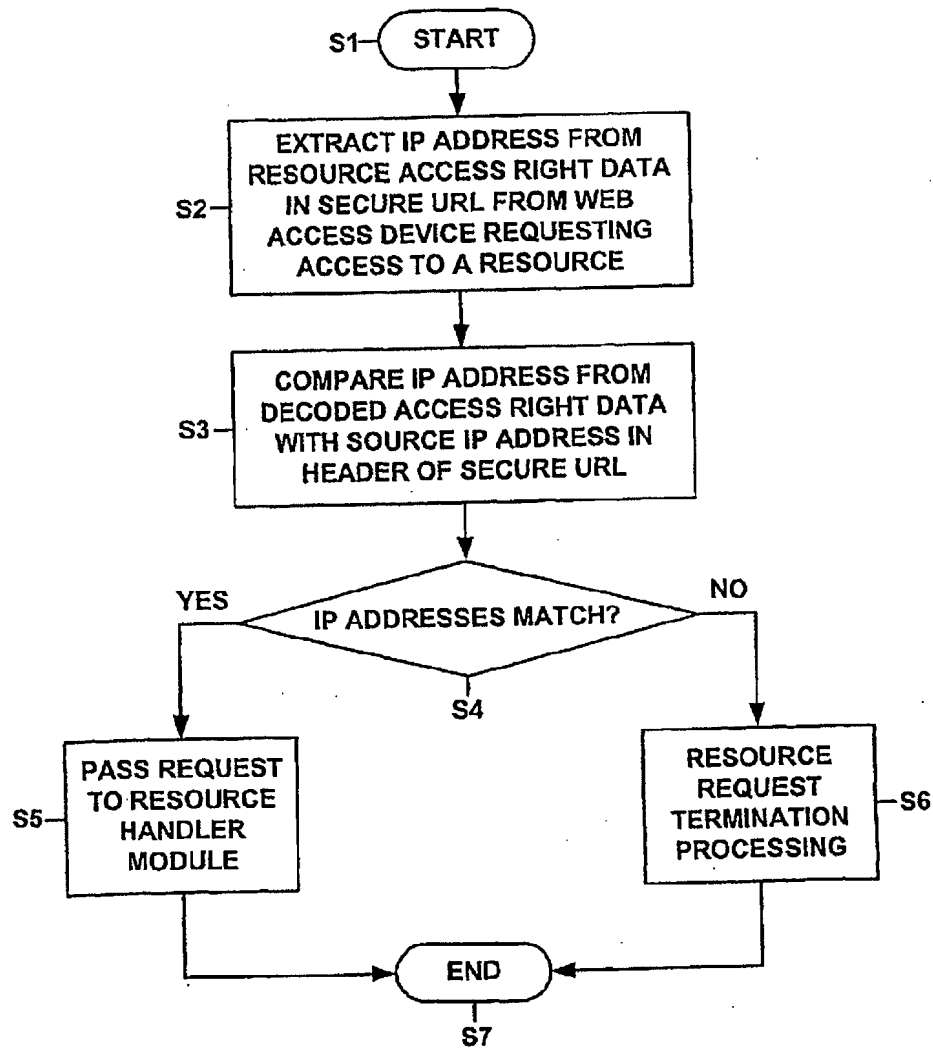 S1
START
EXTRACT IP ADDRESS FROM
RESOURCE ACCESS RIGHT DATA
IN SECURE URL FROM WEB
ACCESS DEVICE REQUESTING
ACCESS TO A RESOURCE
S2
COMPARE IP ADDRESS FROM
DECODED ACCESS RIGHT DATA
WITH SOURCE IP ADDRESS IN
HEADER OF SECURE URL
S3
YES
NO
IP ADDRESSES MATCH?
S4
PASS REQUEST
TO RESOURCE
HANDLER
MODULE
S5
RESOURCE
REQUEST
TERMINATION
PROCESSING
S6
END
S7